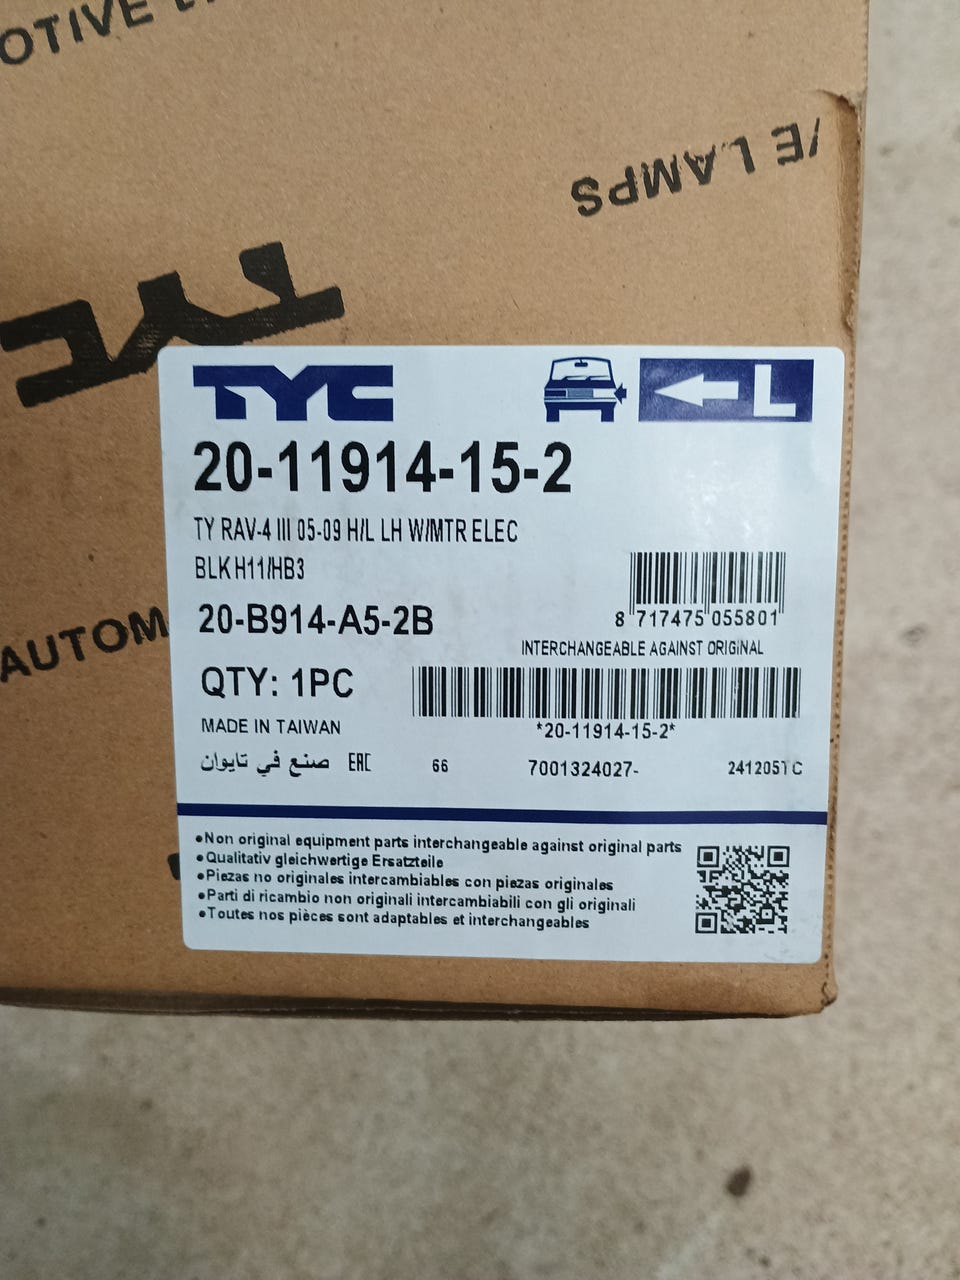 OTIVE
VE LAMPS
TYC
TYC
L
20-11914-15-2
TY RAV-4 III 05-09 H/L LH W/MTR ELEC
BLK H11/HB3
20-B914-A5-2B
8 717475 055801
INTERCHANGEABLE AGAINST ORIGINAL
AUTOM
QTY: 1PC
MADE IN TAIWAN
*20-11914-15-2*
صنع في تايوان EAC 66 7001324027- 241205TC
•Non original equipment parts interchangeable against original parts
•Qualitativ gleichwertige Ersatzteile
•Piezas no originales intercambiables con piezas originales
•Parti di ricambio non originali intercambiabili con gli originali
•Toutes nos pièces sont adaptables et interchangeables